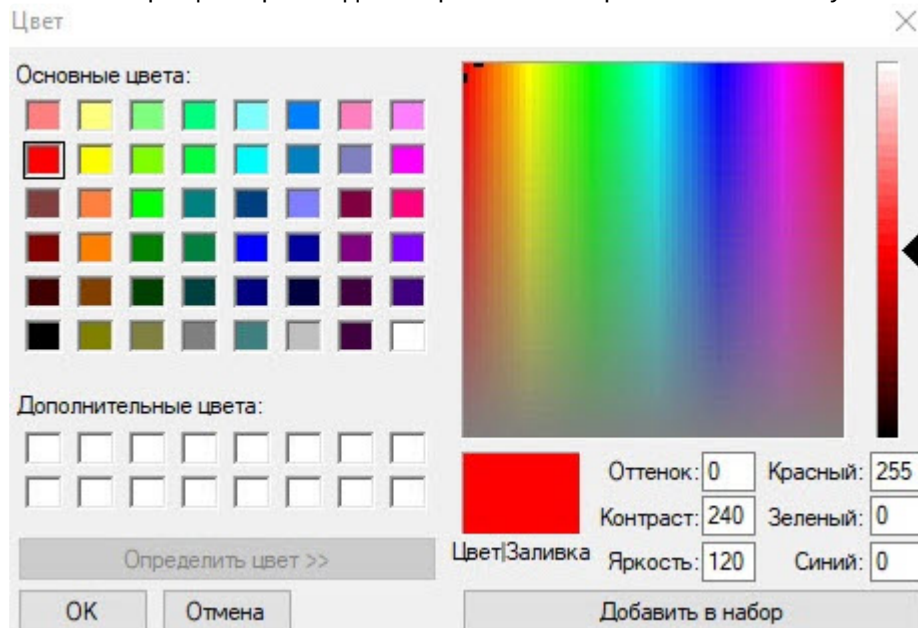 Цвет
Основные цвета:
Дополнительные цвета:
Определить цвет >>
OK
Отмена
Цвет|Заливка
Оттенок: 0
Контраст: 240
Яркость: 120
Красный: 255
Зеленый: 0
Синий: 0
Добавить в набор